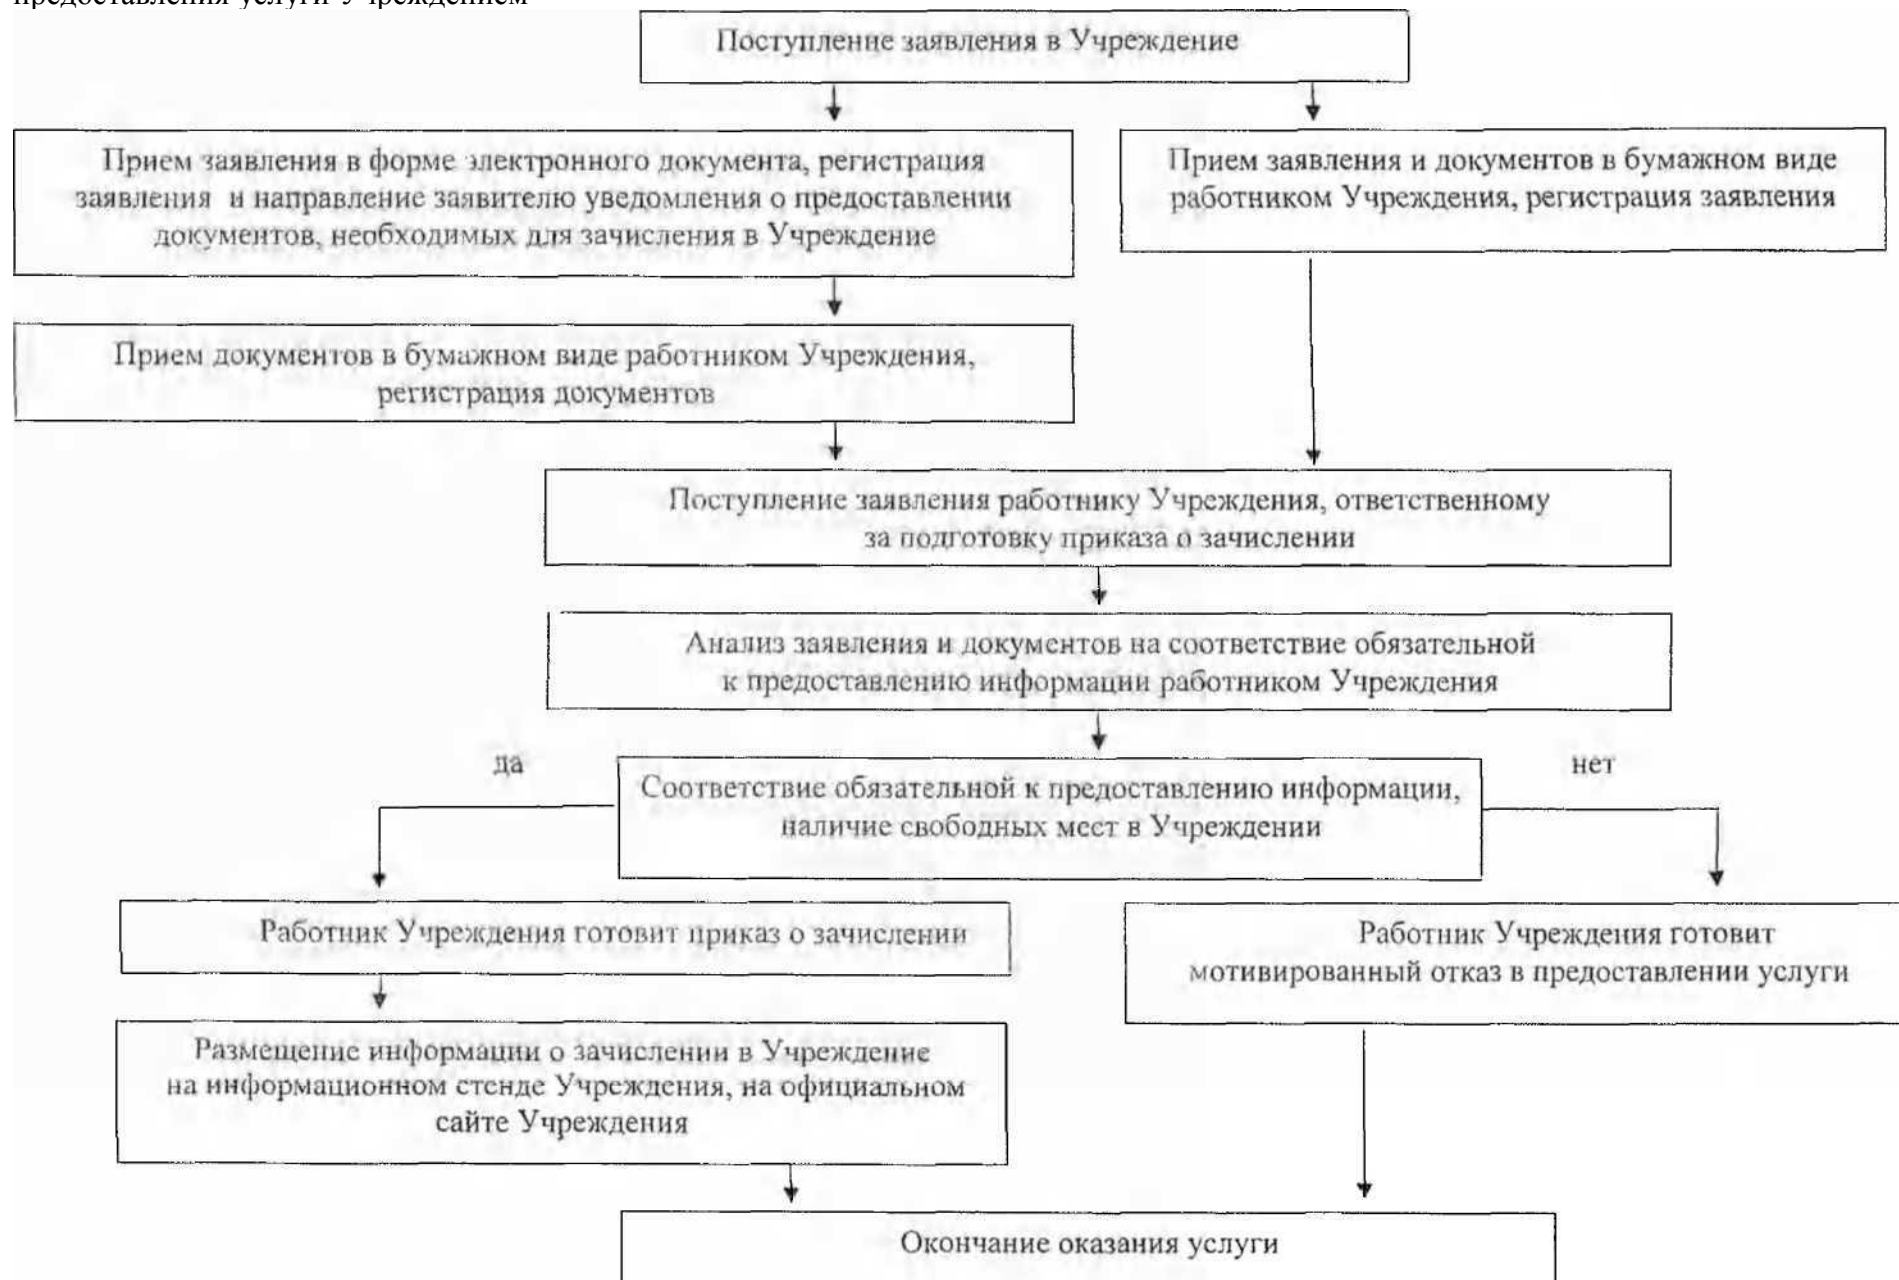 предоставления услуги Учреждением
Поступление заявления в Учреждение
Прием заявления в форме электронного документа, регистрация
заявления и направление заявителю уведомления о предоставлении
документов, необходимых для зачисления в Учреждение
Прием заявления и документов в бумажном виде
работником Учреждения, регистрация заявления
Прием документов в бумажном виде работником Учреждения,
регистрация документов
Поступление заявления работнику Учреждения, ответственному
за подготовку приказа о зачислении
Анализ заявления и документов на соответствие обязательной
к предоставлению информации работником Учреждения
да
нет
Соответствие обязательной к предоставлению информации,
наличие свободных мест в Учреждении
Работник Учреждения готовит приказ о зачислении
Работник Учреждения готовит
мотивированный отказ в предоставлении услуги
Размещение информации о зачислении в Учреждение
на информационном стенде Учреждения, на официальном
сайте Учреждения
Окончание оказания услуги